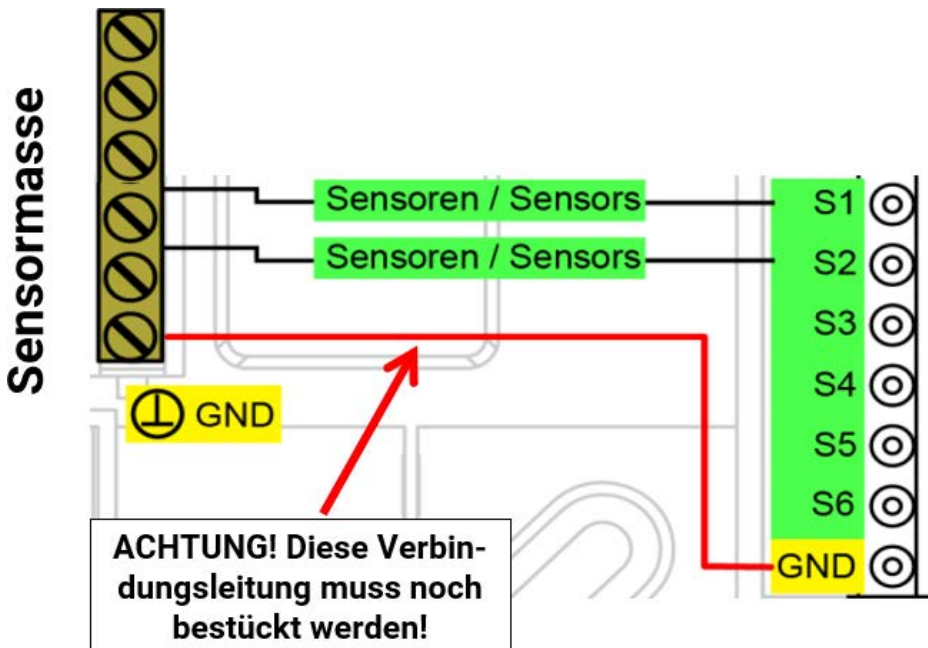 Sensormasse
Sensoren / Sensors
S1
Sensoren / Sensors
S2
S3
S4
GND
S5
S6
GND
ACHTUNG! Diese Verbin-
dungsleitung muss noch
bestückt werden!